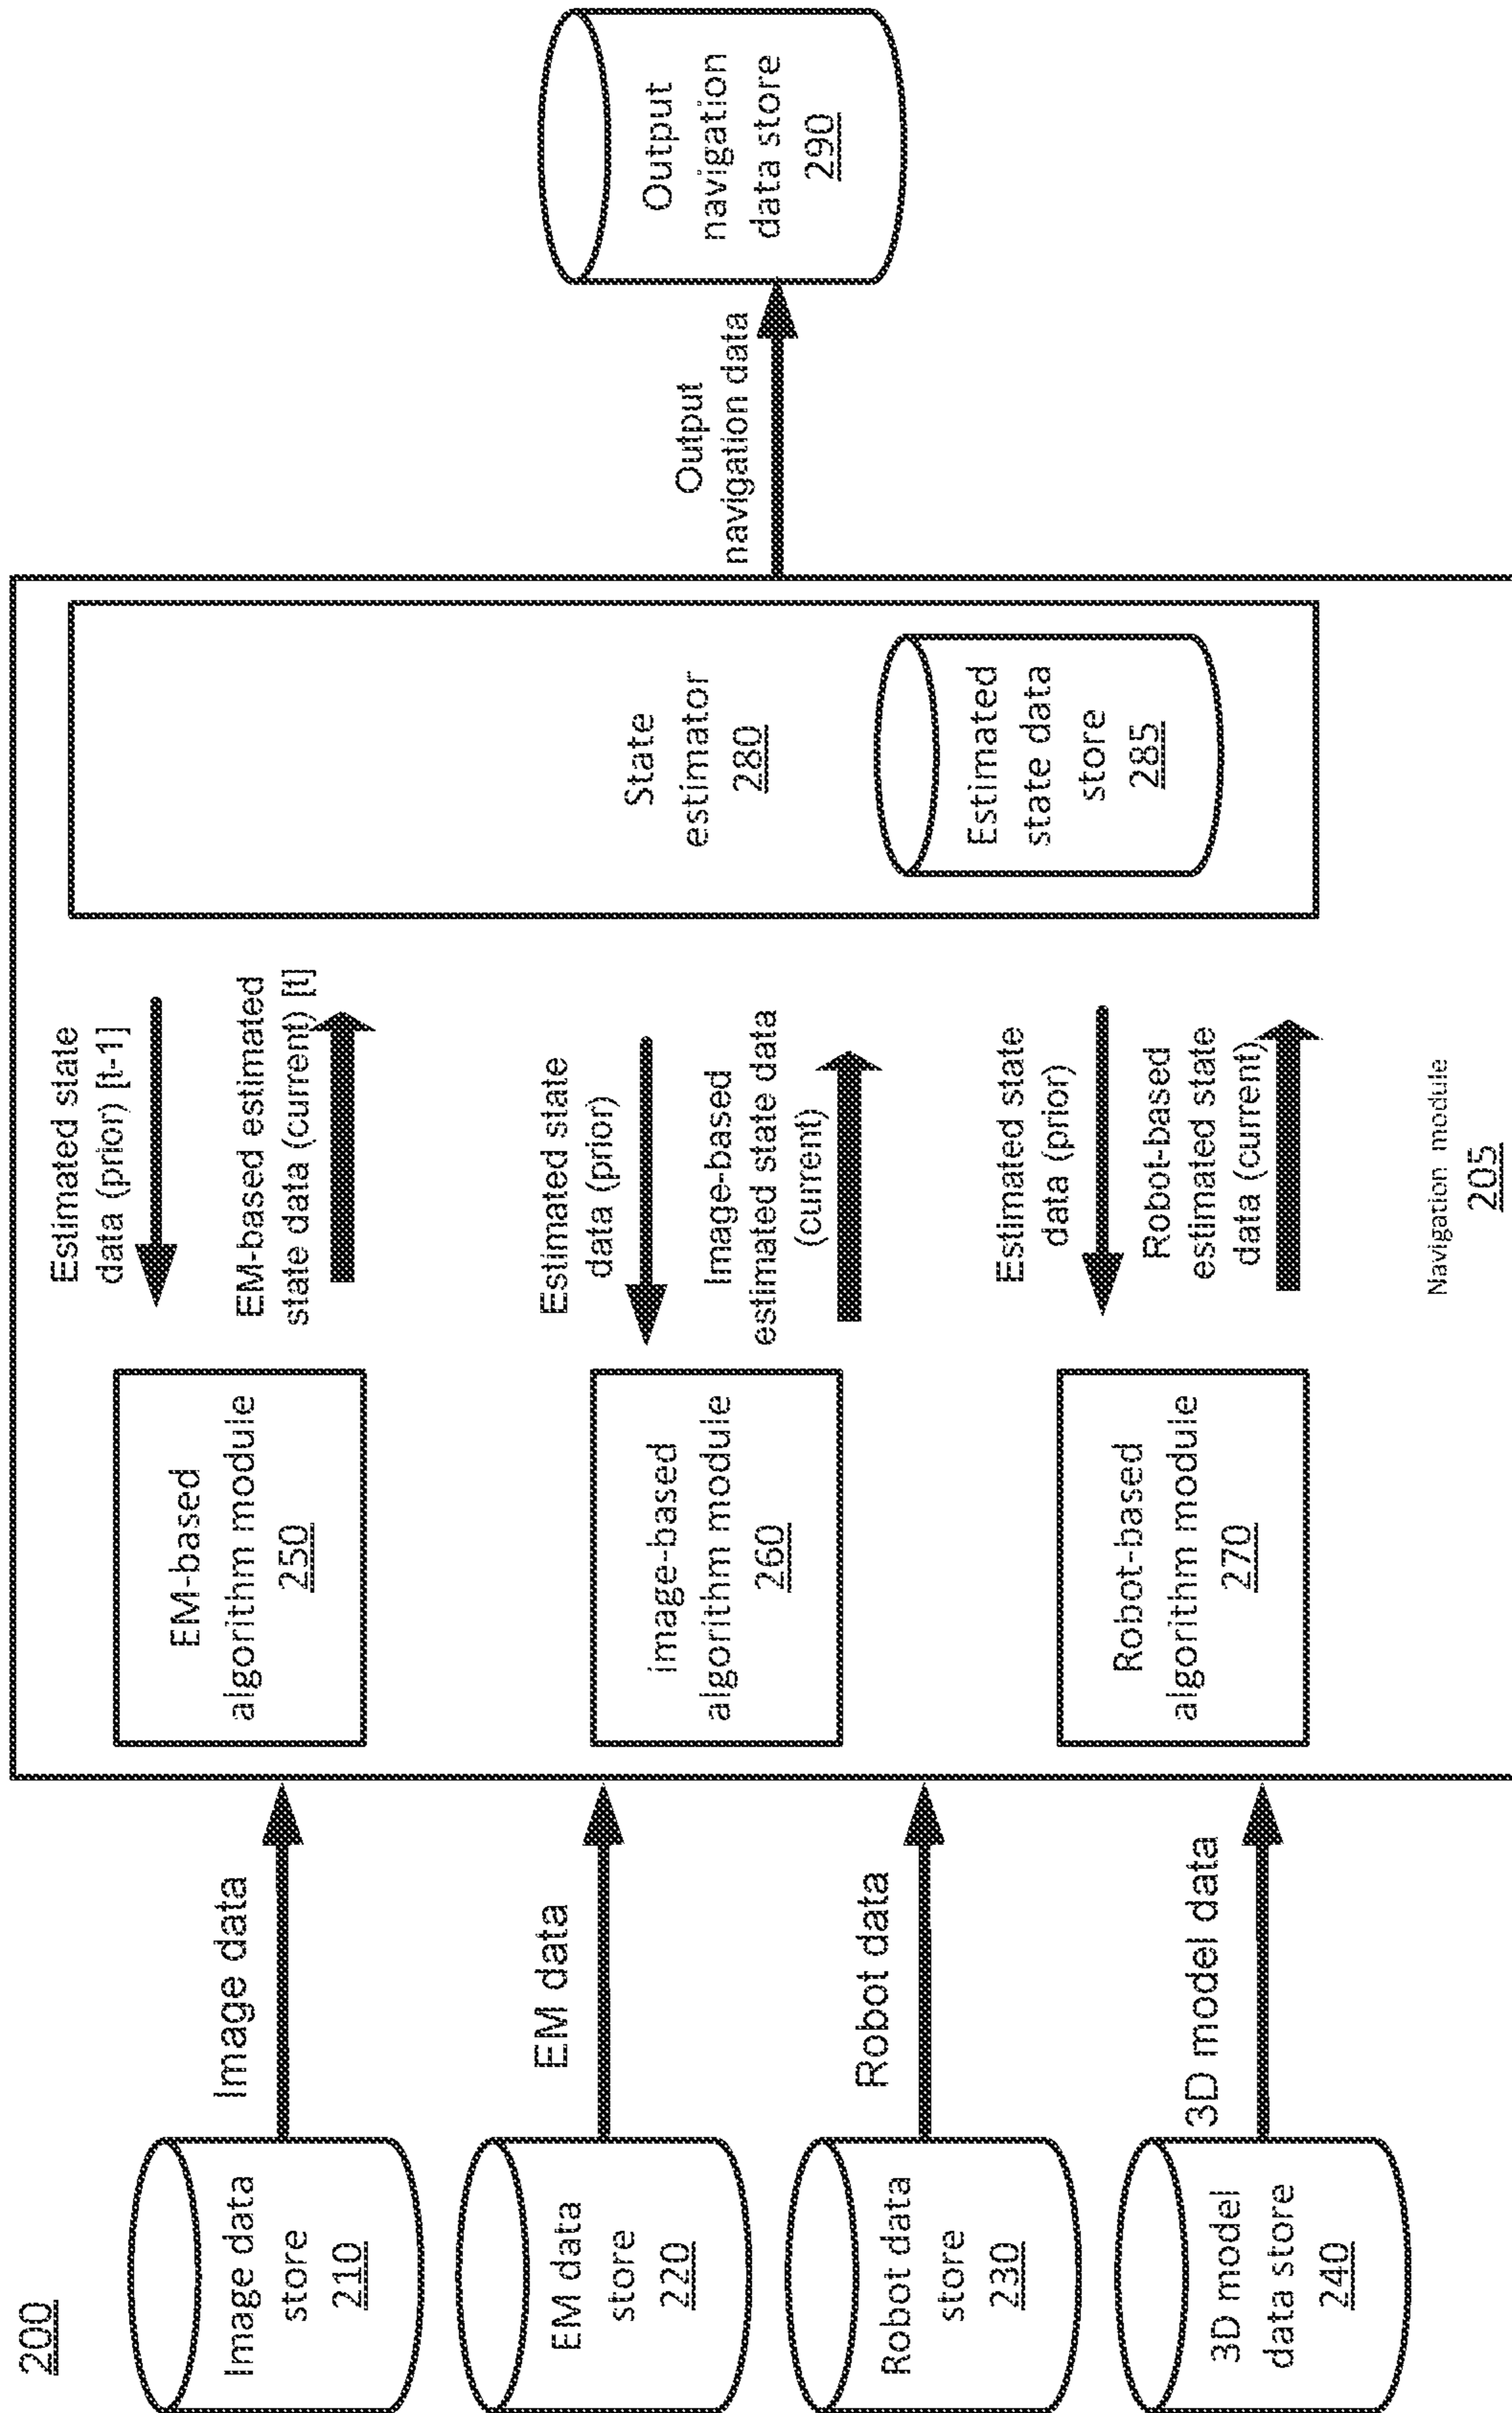 200
Image data
store
210
EM data
store
220
Robot data
store
230
3D model
data store
240
Image data
EM data
Robot data
3D model data
EM-based
algorithm module
250
image-based
algorithm module
260
Robot-based
algorithm module
270
Estimated state
data (prior) [t-1]
EM-based estimated
state data (current) [t]
Estimated state
data (prior)
Image-based
estimated state data
(current)
Estimated state
data (prior)
Robot-based
estimated state
data (current)
Navigation module
205
State
estimator
280
Estimated
state data
store
285
Output
navigation data
Output
navigation
data store
290